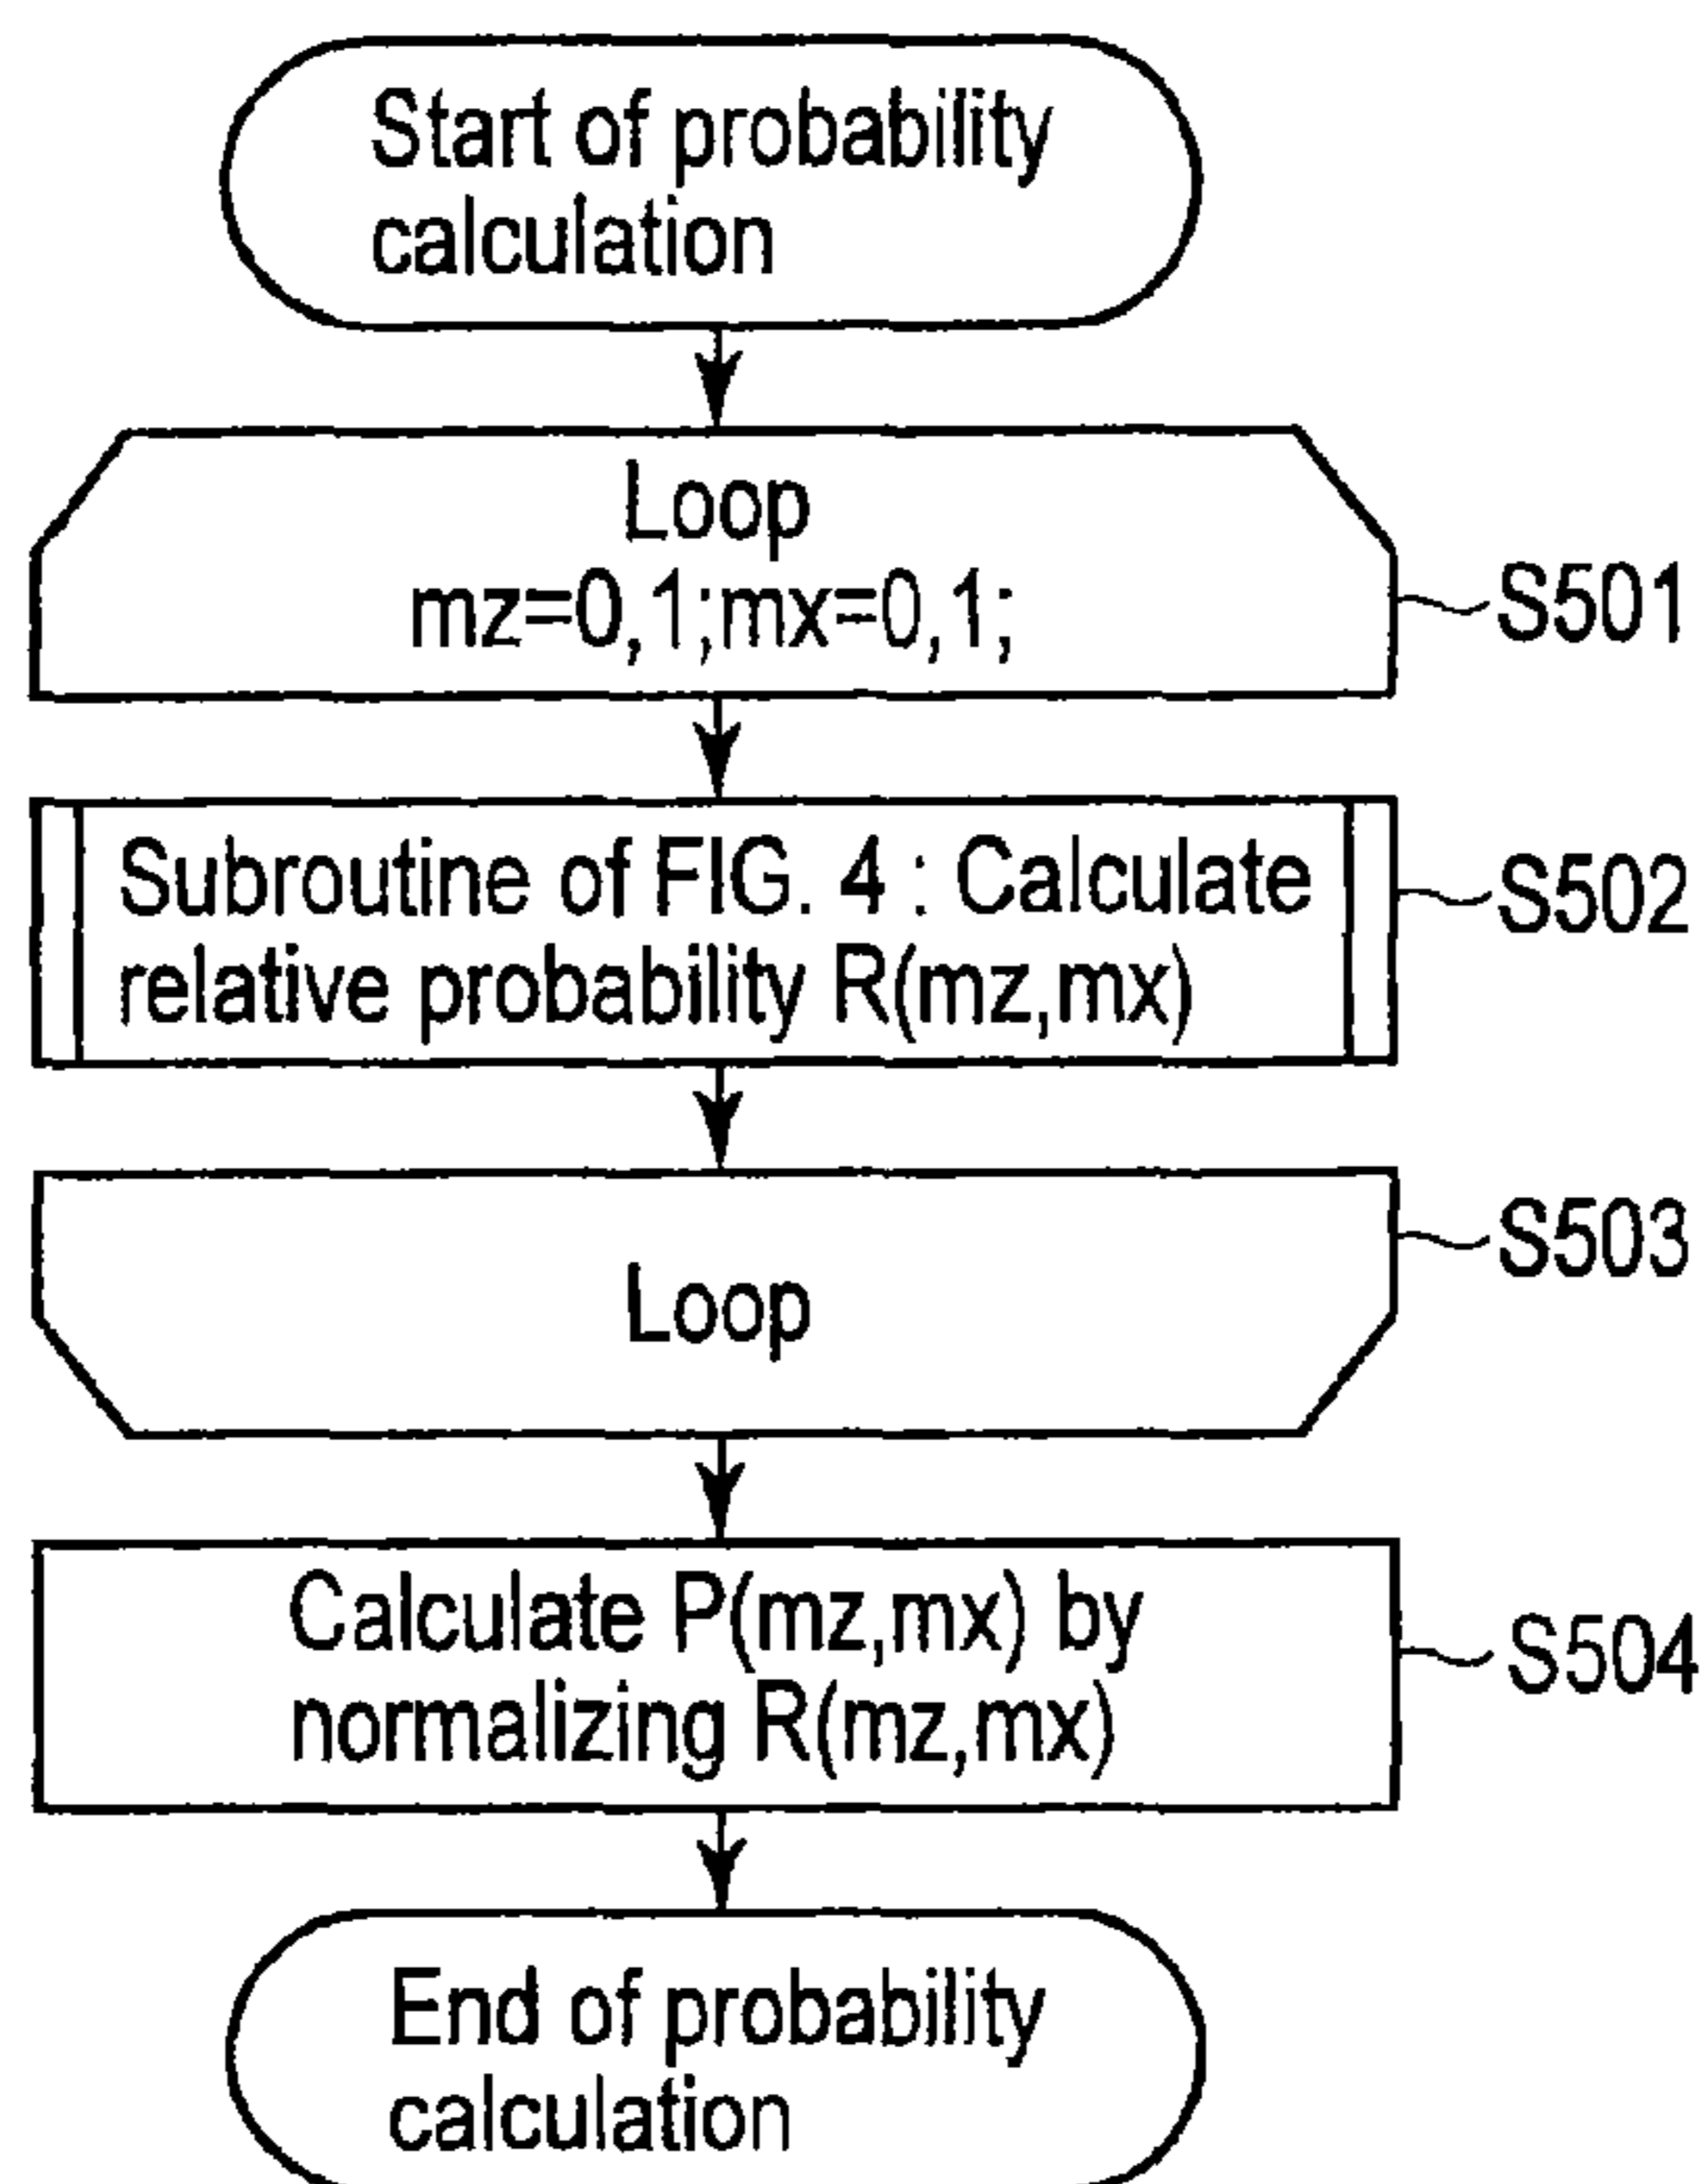 Start of probability
calculation
Loop
mz=0,1;mx=0,1;
S501
Subroutine of FIG. 4 : Calculate
relative probability R(mz,mx)
S502
Loop
S503
Calculate P(mz,mx) by
normalizing R(mz,mx)
S504
End of probability
calculation